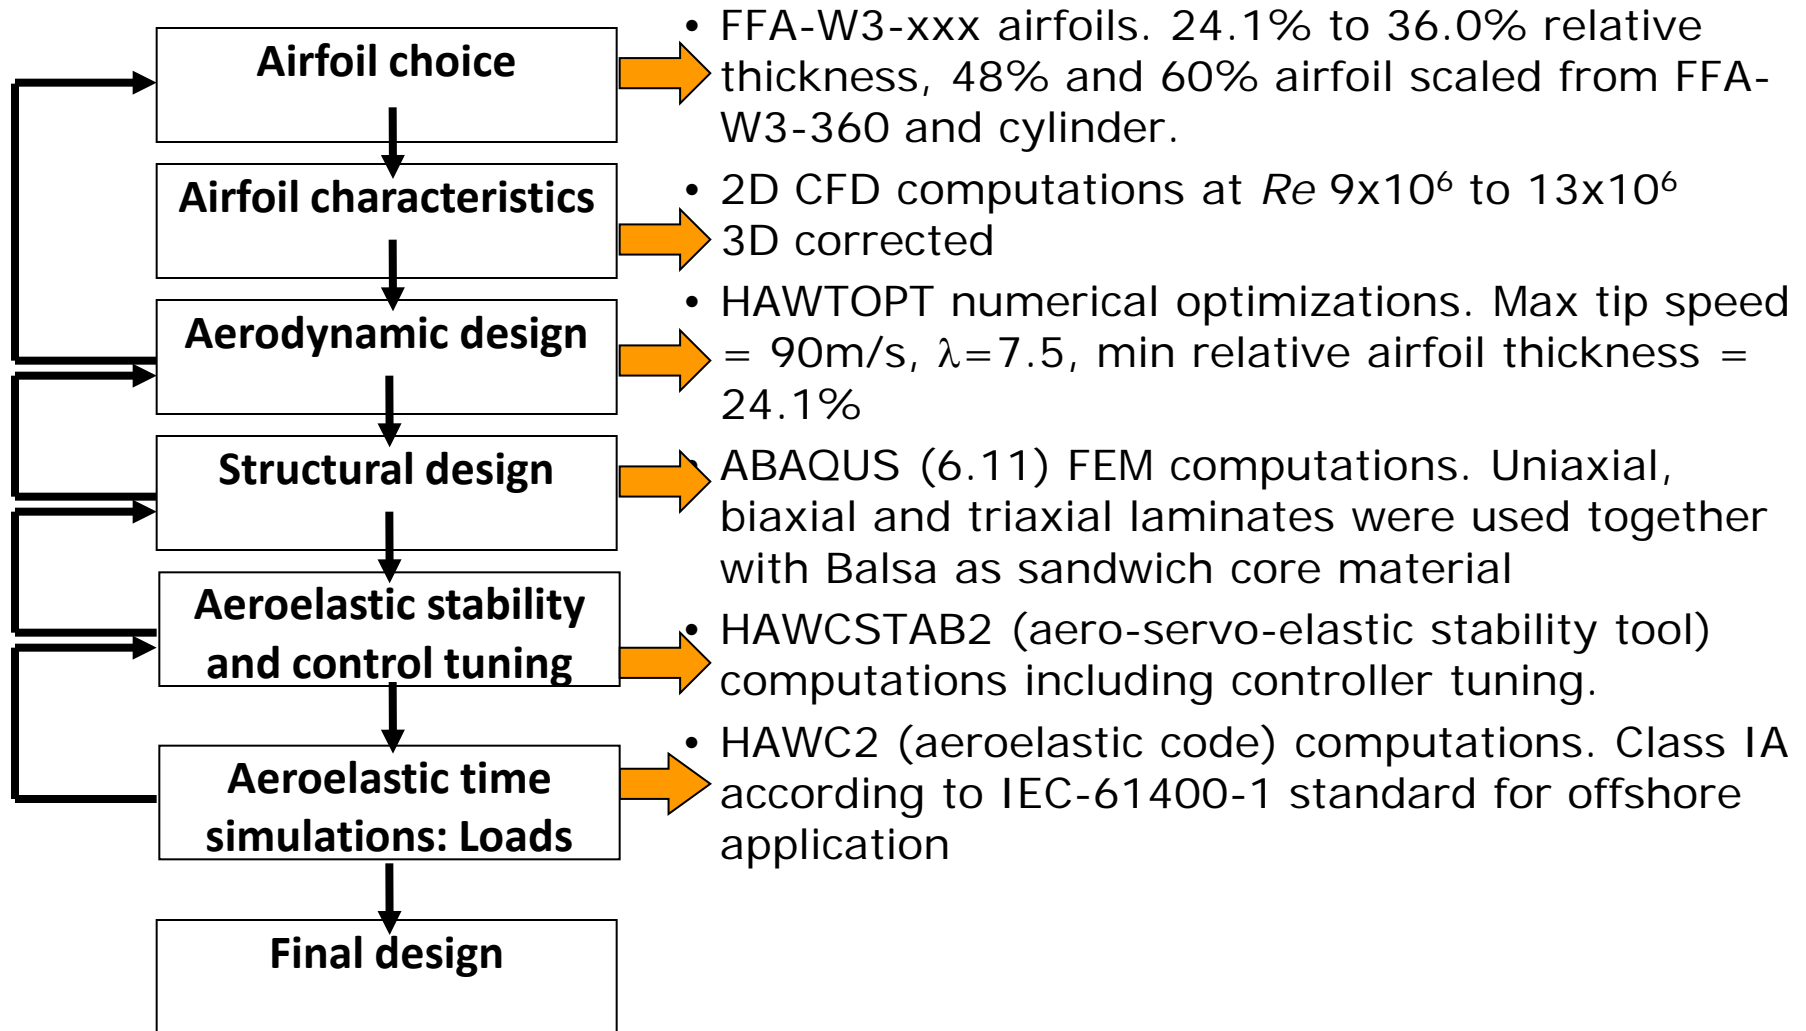 Airfoil choice
• FFA-W3-xxx airfoils. 24.1% to 36.0% relative
thickness, 48% and 60% airfoil scaled from FFA-
W3-360 and cylinder.
Airfoil characteristics
• 2D CFD computations at Re 9x10⁶ to 13x10⁶
3D corrected
Aerodynamic design
• HAWTOPT numerical optimizations. Max tip speed
= 90m/s, λ=7.5, min relative airfoil thickness =
24.1%
Structural design
• ABAQUS (6.11) FEM computations. Uniaxial,
biaxial and triaxial laminates were used together
with Balsa as sandwich core material
Aeroelastic stability
and control tuning
• HAWCSTAB2 (aero-servo-elastic stability tool)
computations including controller tuning.
Aeroelastic time
simulations: Loads
• HAWC2 (aeroelastic code) computations. Class IA
according to IEC-61400-1 standard for offshore
application
Final design